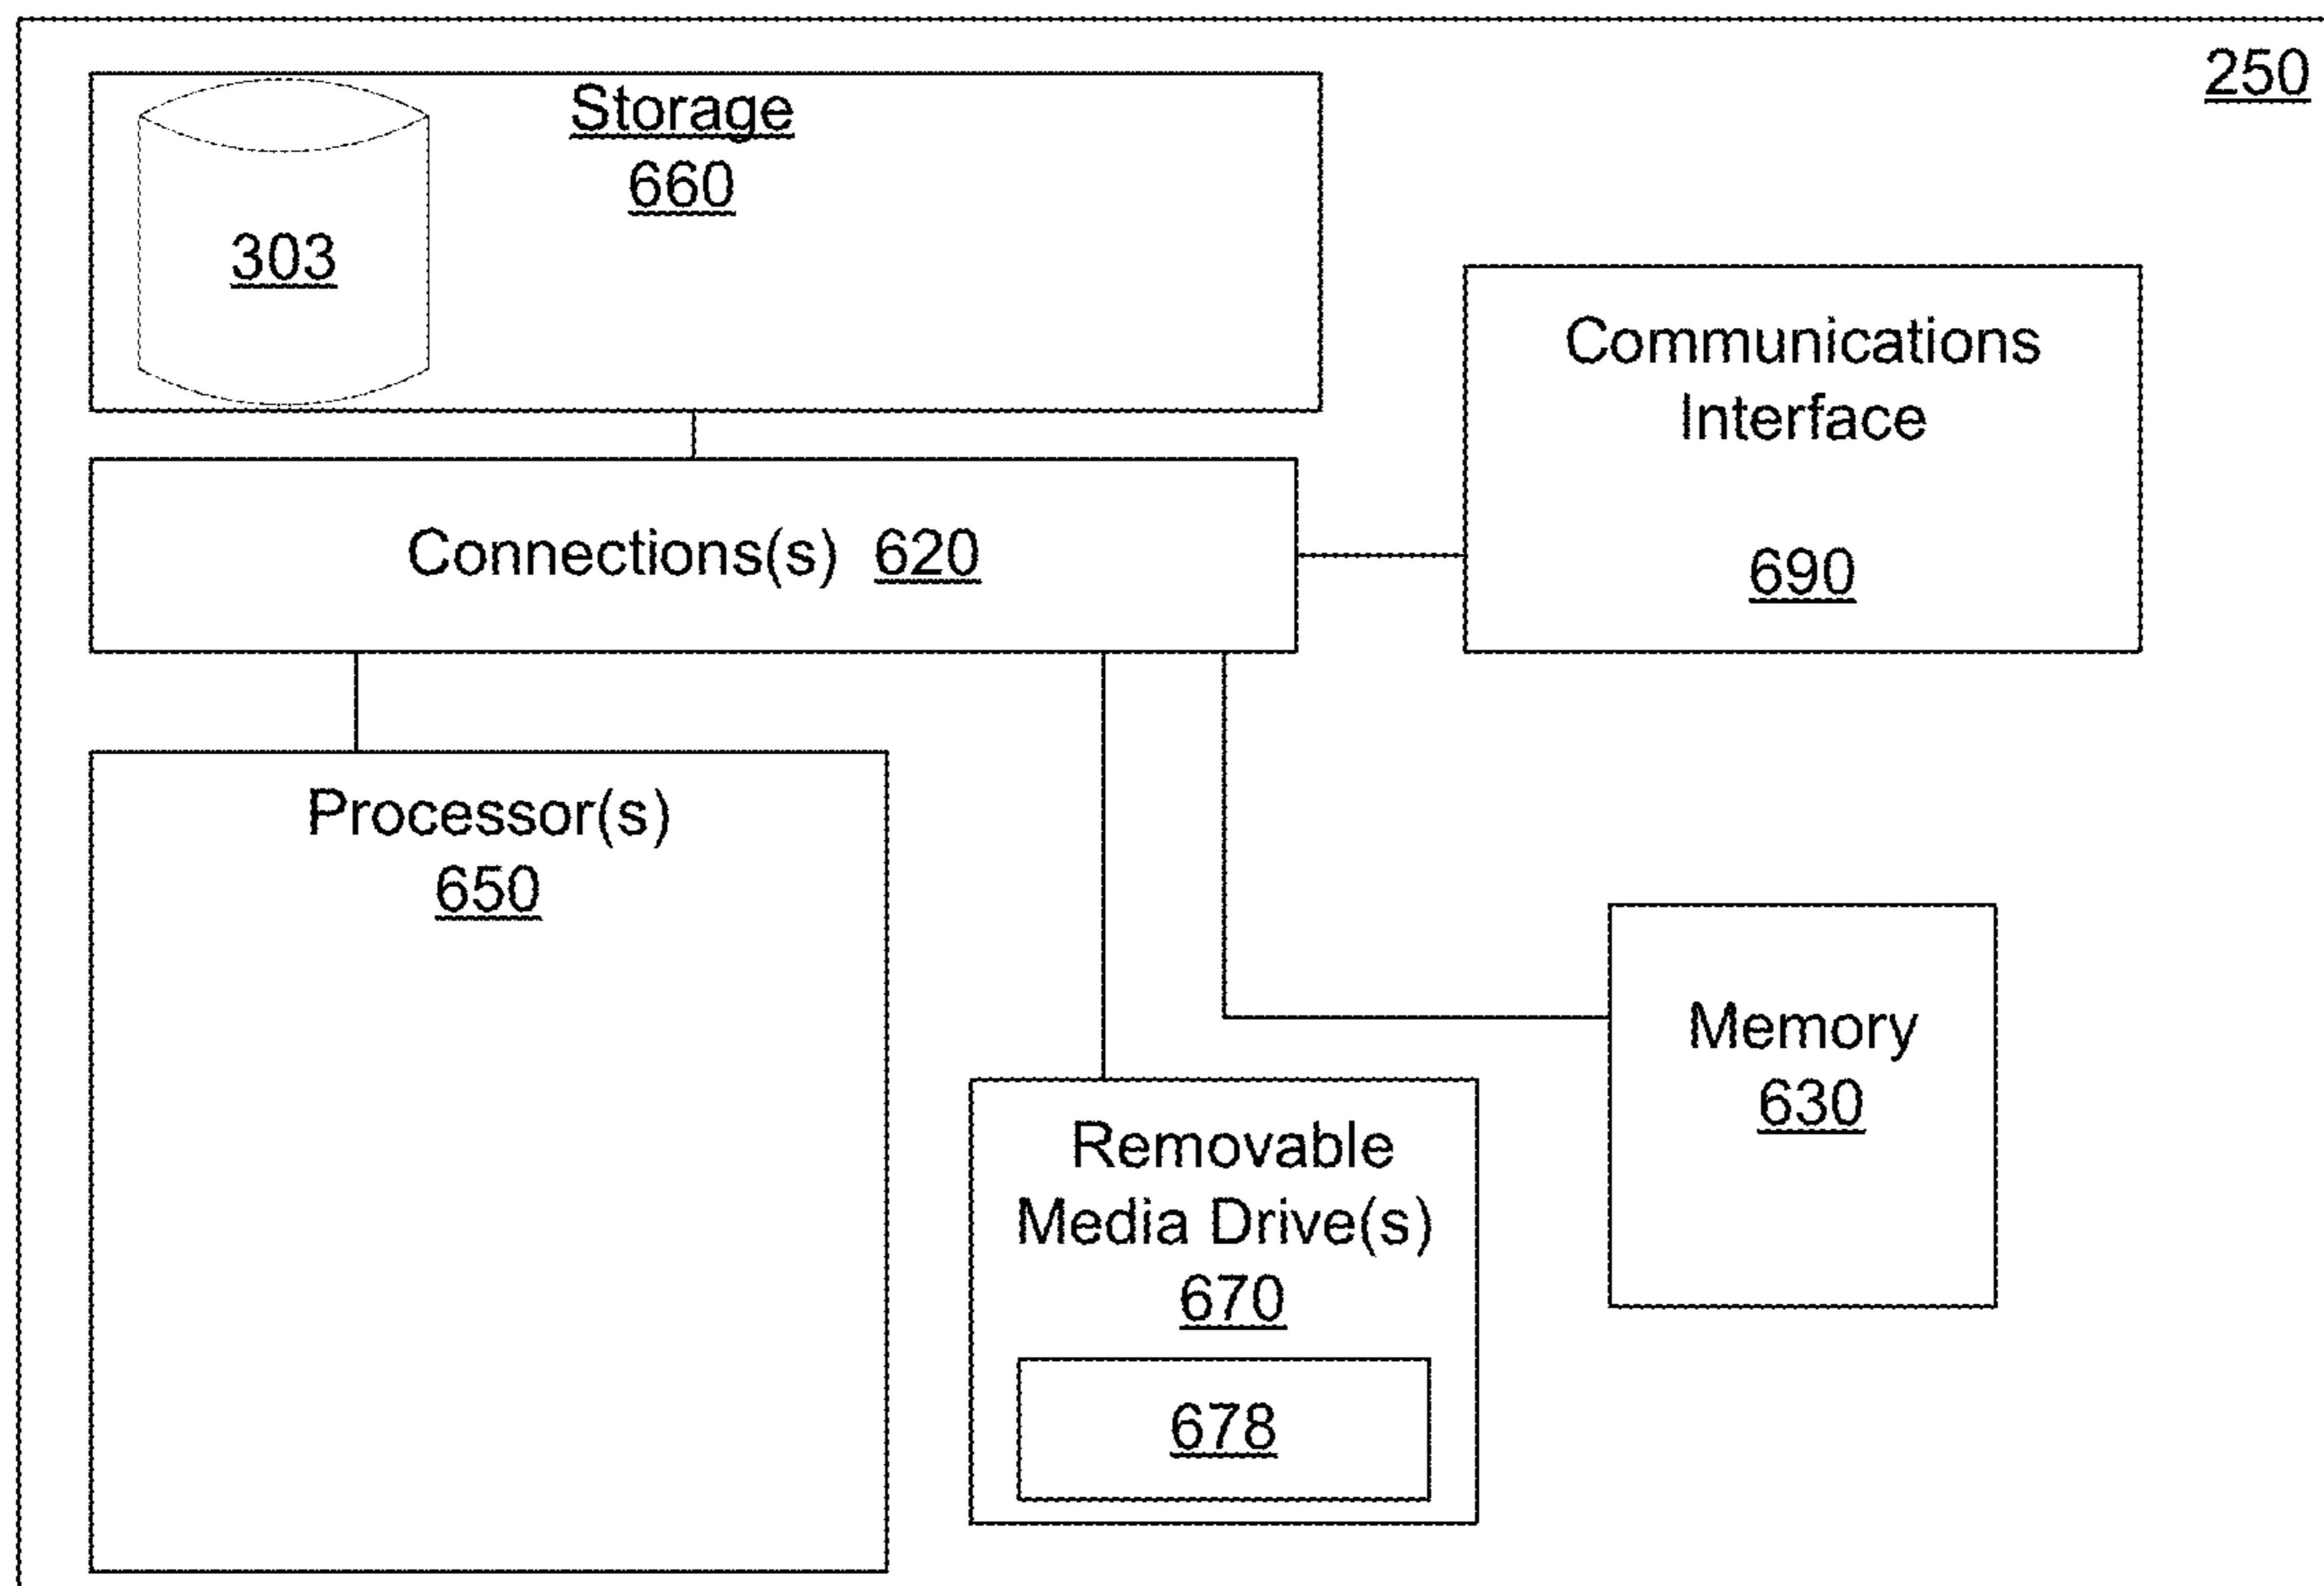 250
Storage
660
303
Communications
Interface
690
Connections(s) 620
Processor(s)
650
Memory
630
Removable
Media Drive(s)
670
678